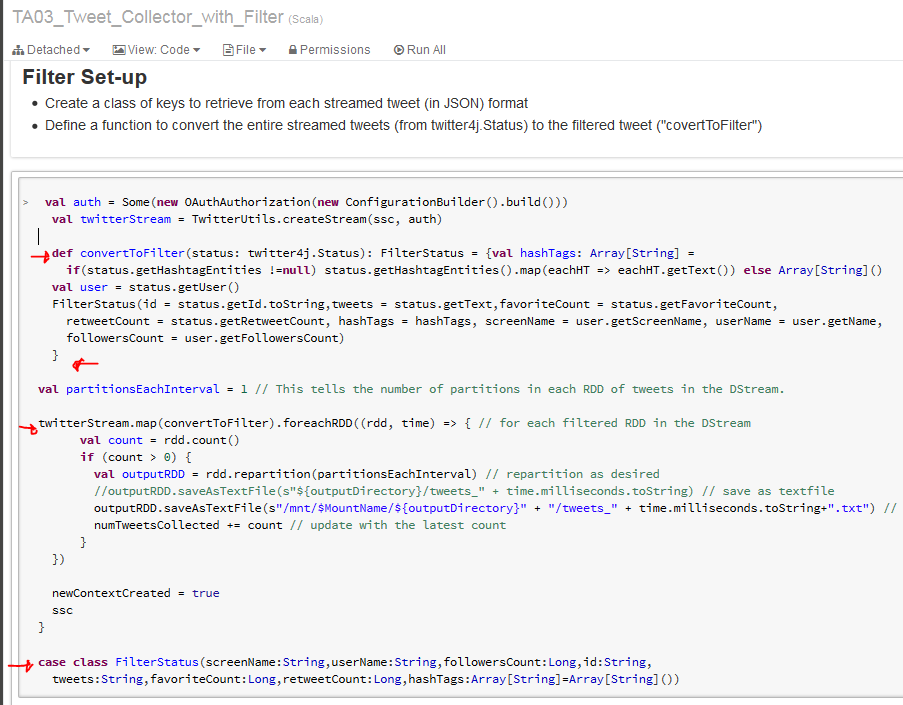 TA03_Tweet_Collector_with_Filter (Scala)
Detached View: Code File Permissions Run All
Filter Set-up
• Create a class of keys to retrieve from each streamed tweet (in JSON) format
• Define a function to convert the entire streamed tweets (from twitter4j.Status) to the filtered tweet ("covertToFilter")
> val auth = Some(new OAuthAuthorization(new ConfigurationBuilder().build()))
val twitterStream = TwitterUtils.createStream(ssc, auth)
def convertToFilter(status: twitter4j.Status): FilterStatus = {val hashTags: Array[String] =
if(status.getHashtagEntities !=null) status.getHashtagEntities().map(eachHT => eachHT.getText()) else Array[String]()
val user = status.getUser()
FilterStatus(id = status.getId.toString,tweets = status.getText,favoriteCount = status.getFavoriteCount,
retweetCount = status.getRetweetCount, hashTags = hashTags, screenName = user.getScreenName, userName = user.getName,
followersCount = user.getFollowersCount)
}
val partitionsEachInterval = 1 // This tells the number of partitions in each RDD of tweets in the DStream.
twitterStream.map(convertToFilter).foreachRDD((rdd, time) => { // for each filtered RDD in the DStream
val count = rdd.count()
if (count > 0) {
val outputRDD = rdd.repartition(partitionsEachInterval) // repartition as desired
//outputRDD.saveAsTextFile(s"${outputDirectory}/tweets_" + time.milliseconds.toString) // save as textfile
outputRDD.saveAsTextFile(s"/mnt/$MountName/${outputDirectory}" + "/tweets_" + time.milliseconds.toString+".txt") //
numTweetsCollected += count // update with the latest count
}
})
newContextCreated = true
ssc
}
case class FilterStatus(screenName:String,userName:String,followersCount:Long,id:String,
tweets:String,favoriteCount:Long,retweetCount:Long,hashTags:Array[String]=Array[String]())